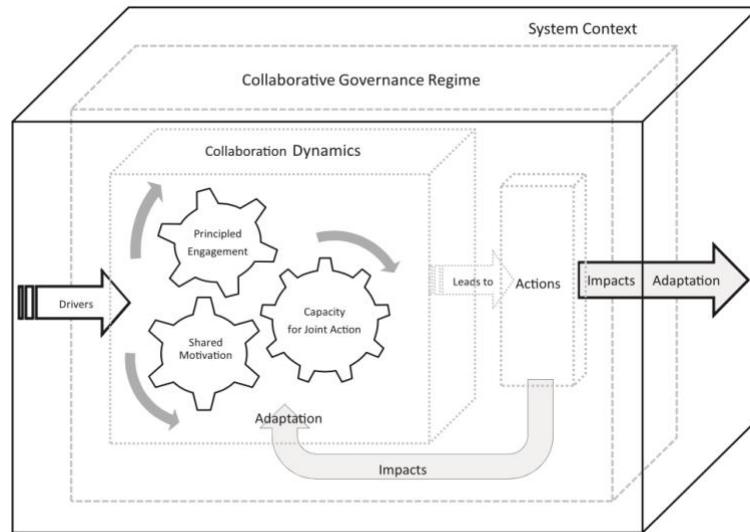 System Context
Collaborative Governance Regime
Collaboration Dynamics
Principled
Engagement
Drivers
Shared
Motivation
Capacity
for Joint Action
Leads to
Actions
Impacts
Adaptation
Adaptation
Impacts